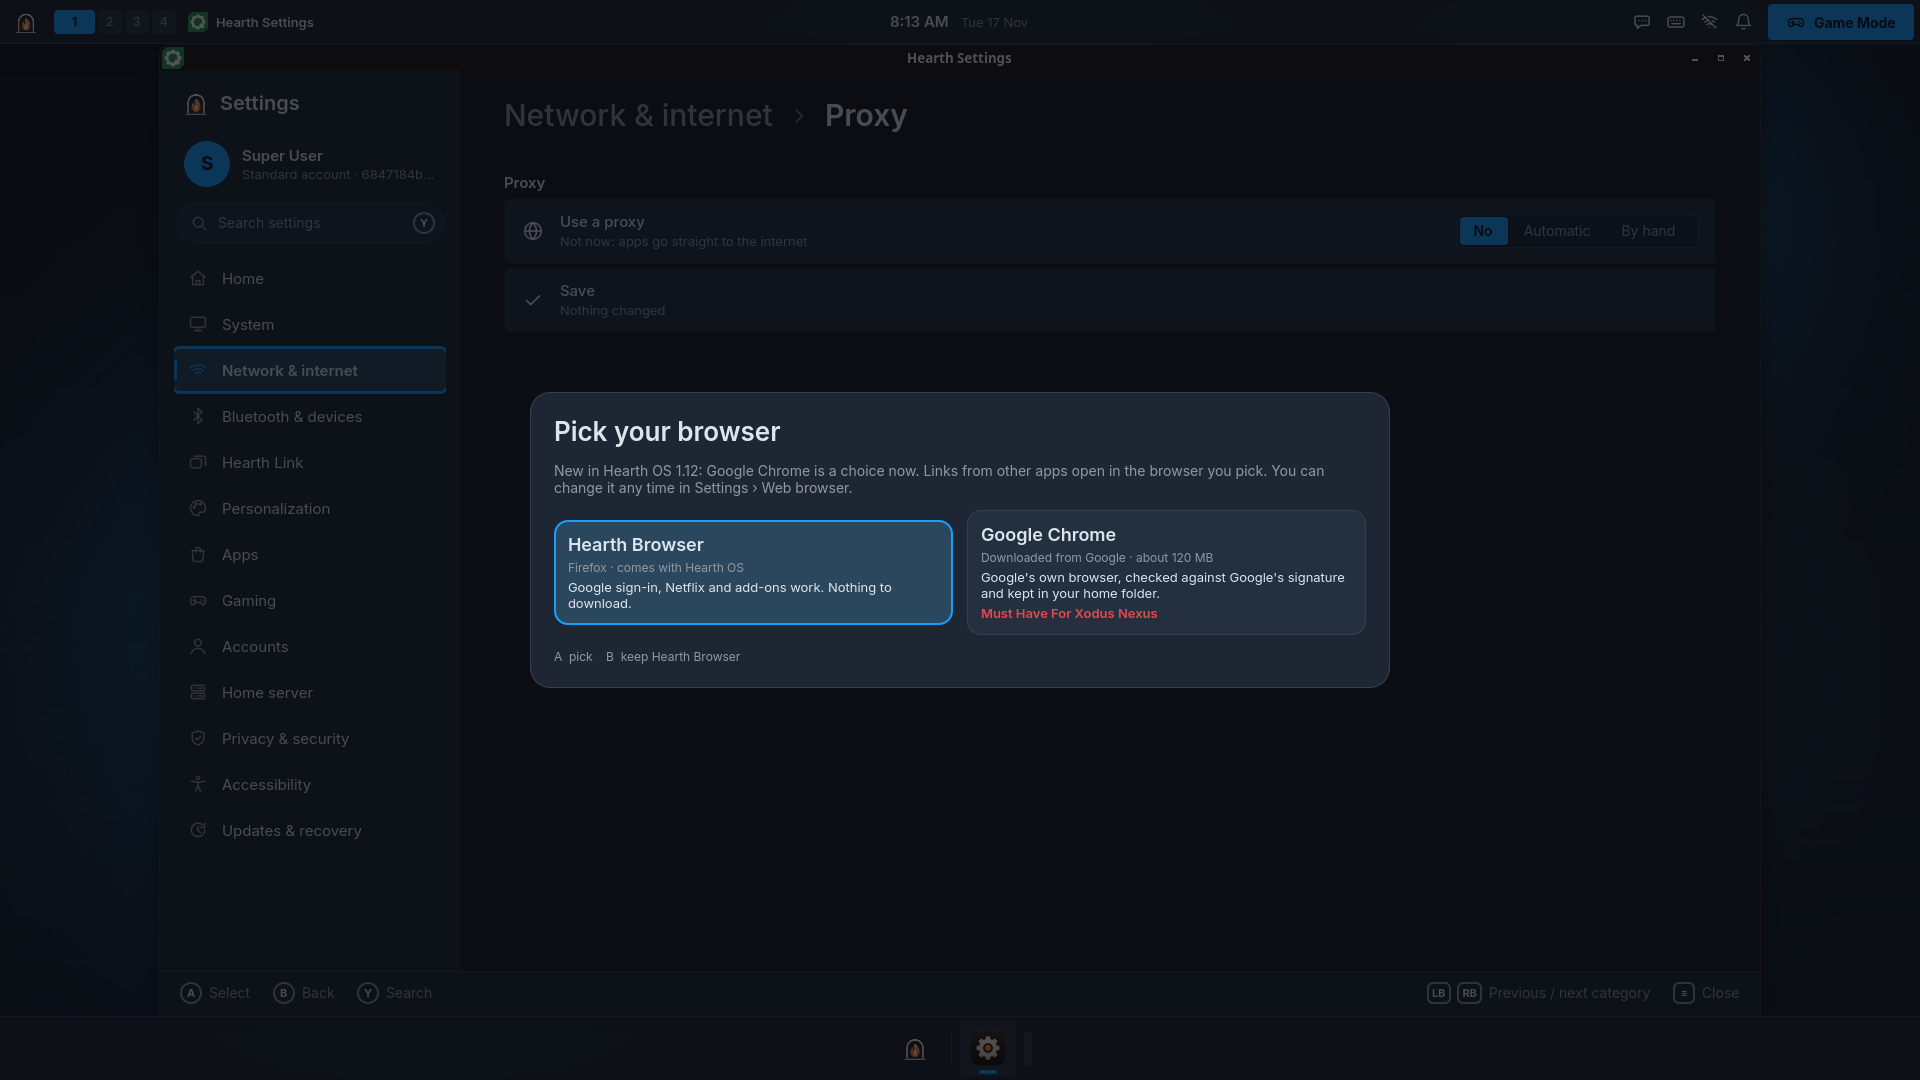 1 2 3 4 Hearth Settings 8:13 AM Tue 17 Nov Game Mode
Hearth Settings
Settings
S Super User
Standard account · 6847184b...
Search settings Y
Home
System
Network & internet
Bluetooth & devices
Hearth Link
Personalization
Apps
Gaming
Accounts
Home server
Privacy & security
Accessibility
Updates & recovery
Network & internet › Proxy
Proxy
Use a proxy
Not now: apps go straight to the internet
No Automatic By hand
Save
Nothing changed
Pick your browser
New in Hearth OS 1.12: Google Chrome is a choice now. Links from other apps open in the browser you pick. You can
change it any time in Settings › Web browser.
Hearth Browser
Firefox · comes with Hearth OS
Google sign-in, Netflix and add-ons work. Nothing to
download.
Google Chrome
Downloaded from Google · about 120 MB
Google's own browser, checked against Google's signature
and kept in your home folder.
Must Have For Xodus Nexus
A pick B keep Hearth Browser
A Select B Back Y Search LB RB Previous / next category ≡ Close